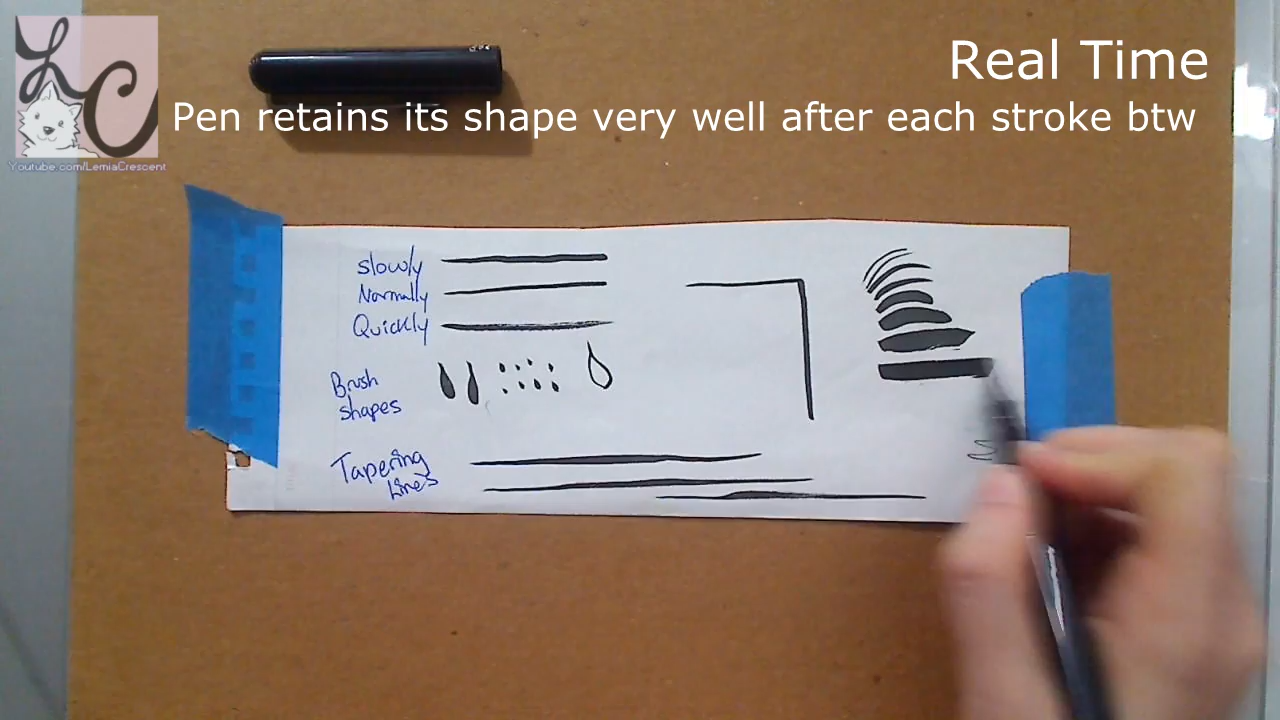 Real Time
Pen retains its shape very well after each stroke btw
LC
Youtube.com/LemiaCrescent
slowly
Normally
Quickly
Brush
shapes
Tapering
Lines